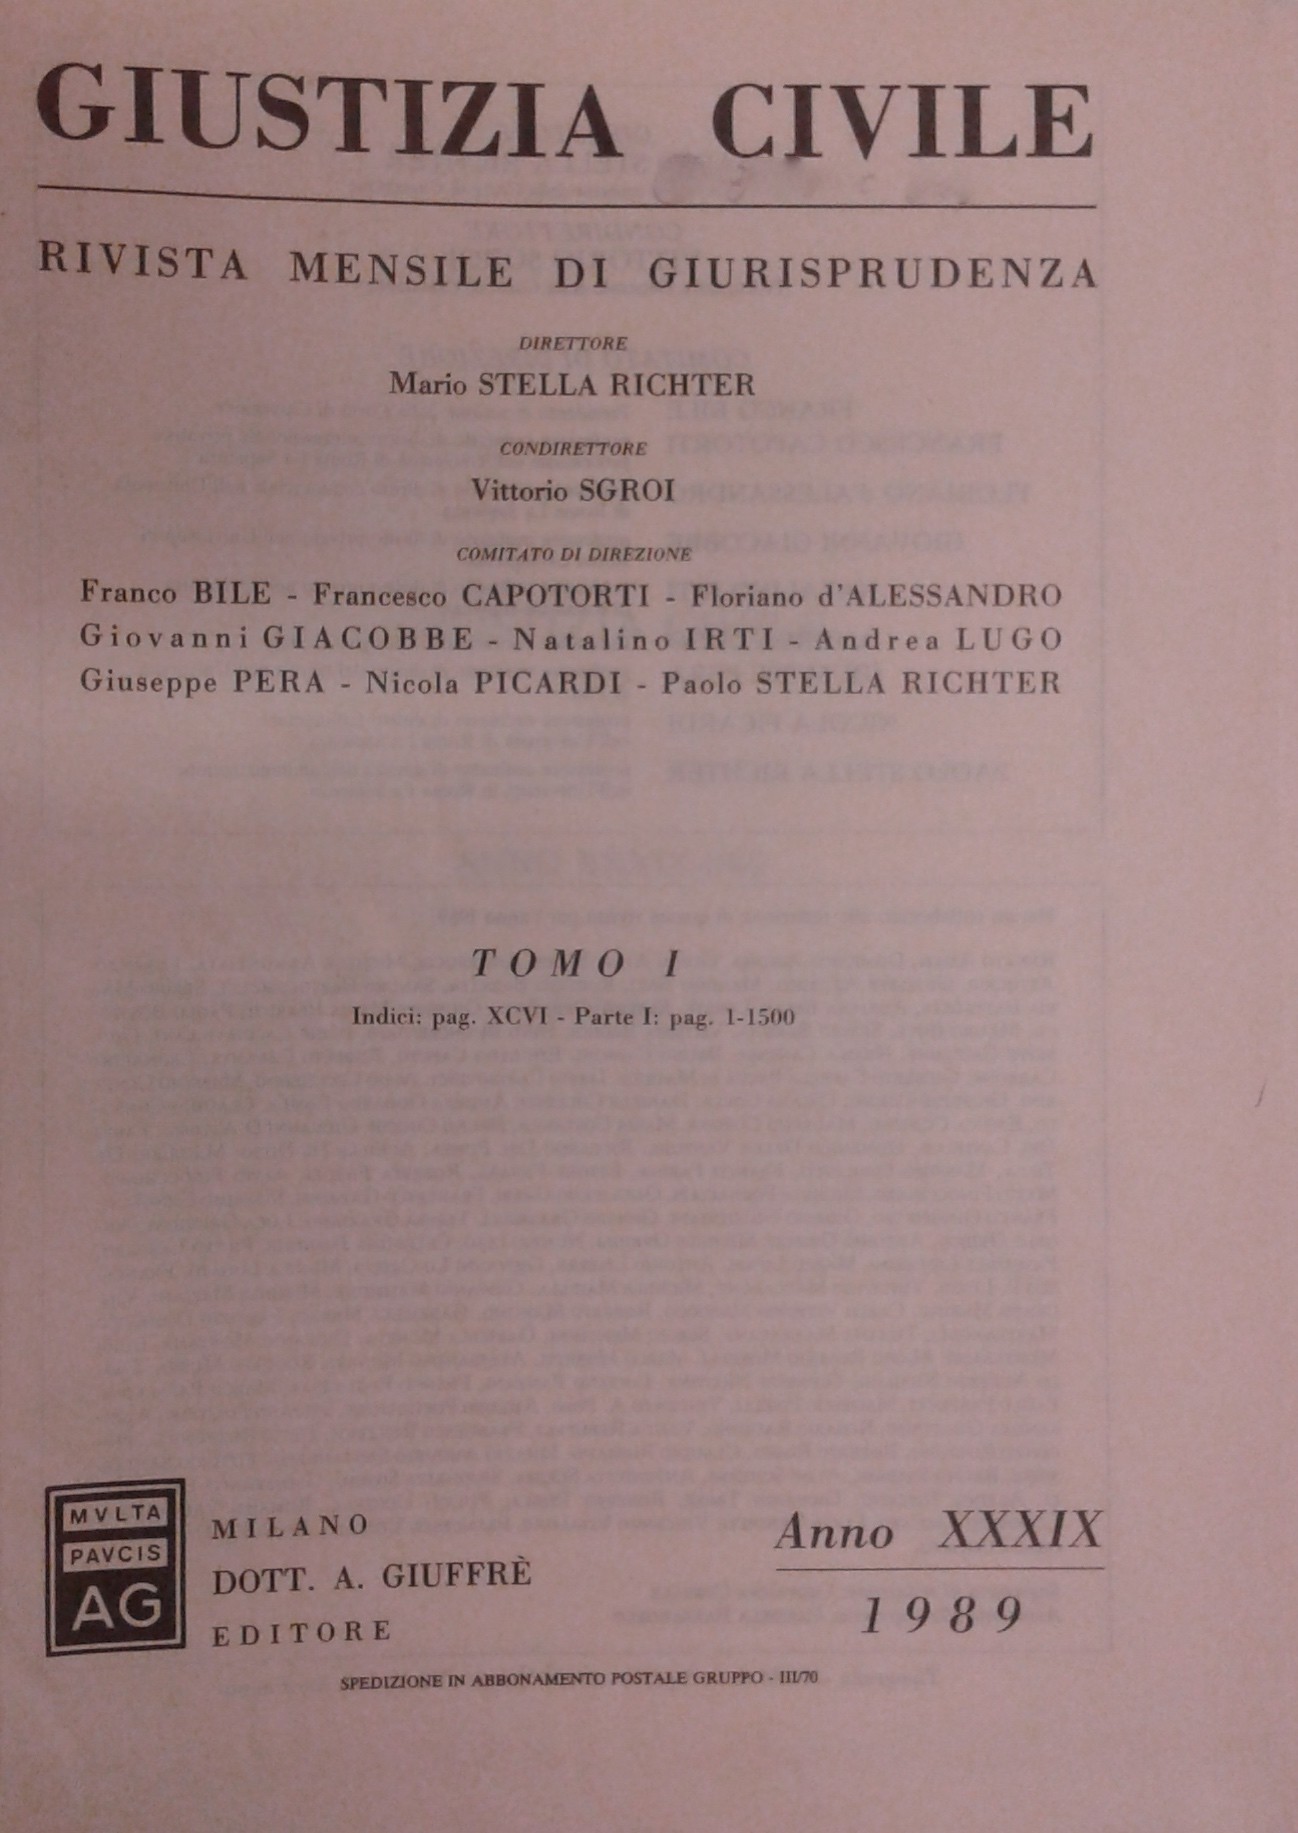 GIUSTIZIA CIVILE
RIVISTA MENSILE DI GIURISPRUDENZA
DIRETTORE
Mario STELLA RICHTER
CONDIRETTORE
Vittorio SGROI
COMITATO DI DIREZIONE
Franco BILE - Francesco CAPOTORTI - Floriano d'ALESSANDRO
Giovanni GIACOBBE - Natalino IRTI - Andrea LUGO
Giuseppe PERA - Nicola PICARDI - Paolo STELLA RICHTER
TOMO I
Indici: pag. XCVI - Parte I: pag. 1-1500
MVLTA
PAVCIS
AG
MILANO
DOTT. A. GIUFFRÈ
EDITORE
Anno XXXIX
1989
SPEDIZIONE IN ABBONAMENTO POSTALE GRUPPO - III/70